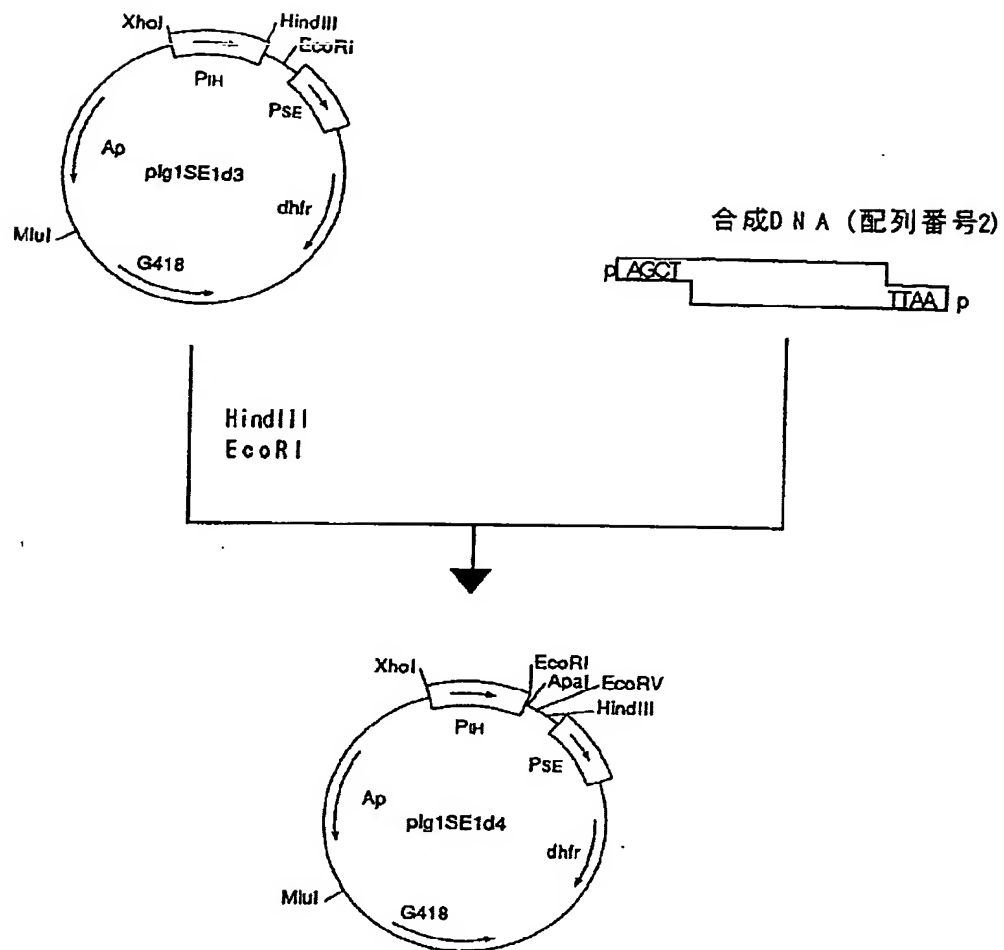 XhoI
HindIII
EcoRI
PIH
PSE
Ap
pIg1SE1d3
dhfr
MluI
G418
合成DNA (配列番号2)
p AGCT
TTAA p
HindIII
EcoRI
XhoI
EcoRI
ApaI
EcoRV
HindIII
PIH
PSE
Ap
pIg1SE1d4
dhfr
MluI
G418